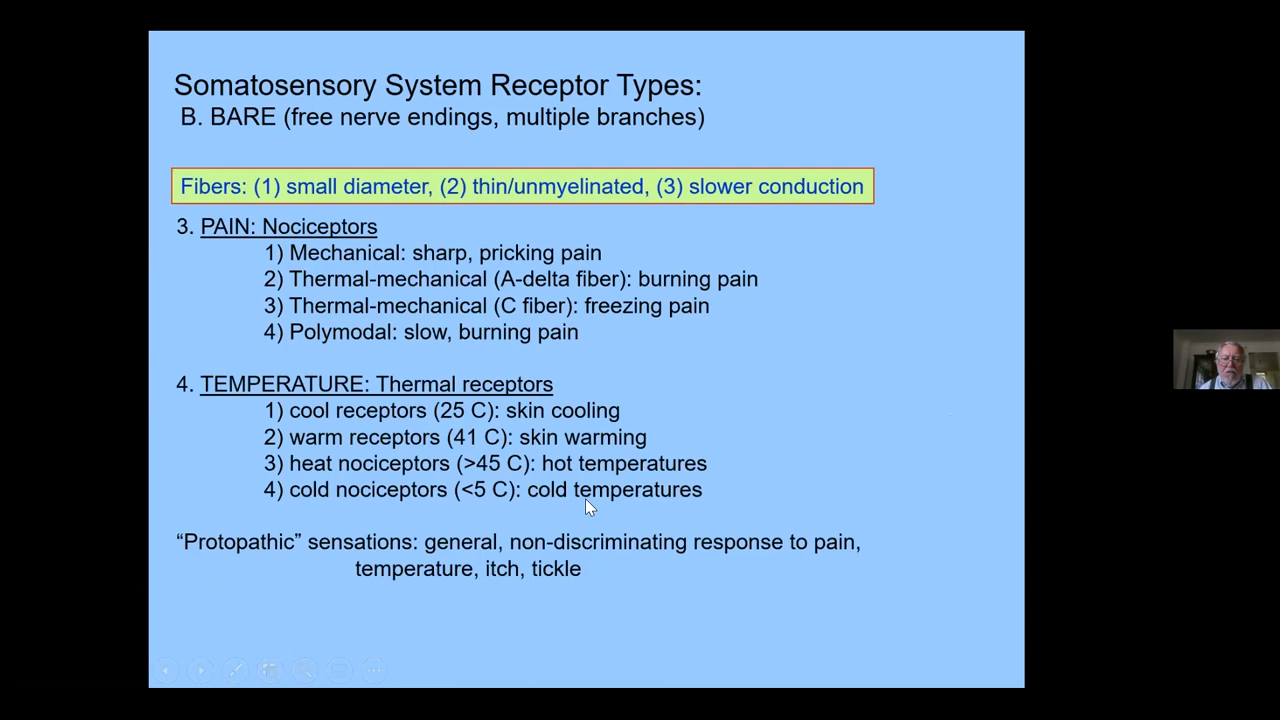 Somatosensory System Receptor Types:
B. BARE (free nerve endings, multiple branches)
Fibers: (1) small diameter, (2) thin/unmyelinated, (3) slower conduction
3. PAIN: Nociceptors
1) Mechanical: sharp, pricking pain
2) Thermal-mechanical (A-delta fiber): burning pain
3) Thermal-mechanical (C fiber): freezing pain
4) Polymodal: slow, burning pain
4. TEMPERATURE: Thermal receptors
1) cool receptors (25 C): skin cooling
2) warm receptors (41 C): skin warming
3) heat nociceptors (>45 C): hot temperatures
4) cold nociceptors (<5 C): cold temperatures
“Protopathic” sensations: general, non-discriminating response to pain,
temperature, itch, tickle